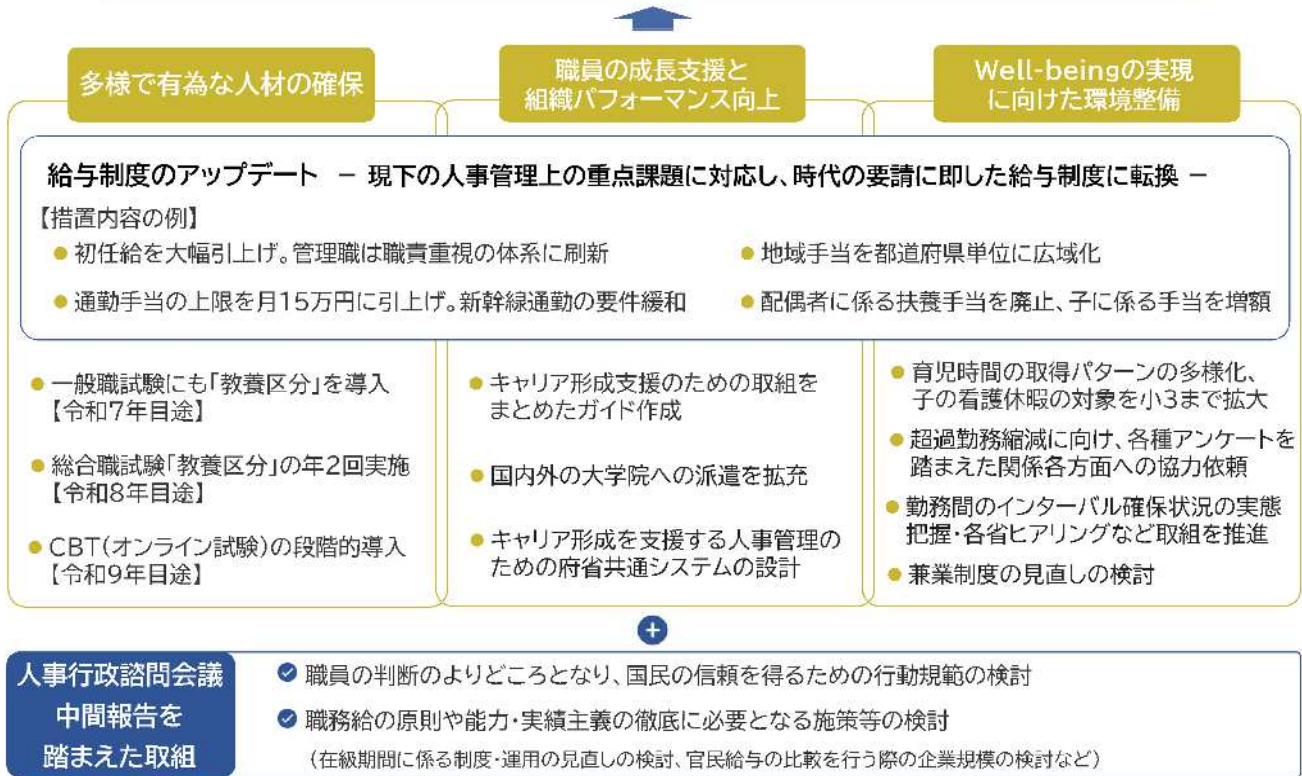 多様で有為な人材の確保
職員の成長支援と
組織パフォーマンス向上
Well-beingの実現
に向けた環境整備
給与制度のアップデート － 現下の人事管理上の重点課題に対応し、時代の要請に即した給与制度に転換 －
【措置内容の例】
● 初任給を大幅引上げ。管理職は職責重視の体系に刷新
● 地域手当を都道府県単位に広域化
● 通勤手当の上限を月15万円に引上げ。新幹線通勤の要件緩和
● 配偶者に係る扶養手当を廃止、子に係る手当を増額
● 一般職試験にも「教養区分」を導入
【令和7年目途】
● 総合職試験「教養区分」の年2回実施
【令和8年目途】
● CBT(オンライン試験)の段階的導入
【令和9年目途】
● キャリア形成支援のための取組を
まとめたガイド作成
● 国内外の大学院への派遣を拡充
● キャリア形成を支援する人事管理の
ための府省共通システムの設計
● 育児時間の取得パターンの多様化、
子の看護休暇の対象を小3まで拡大
● 超過勤務縮減に向け、各種アンケートを
踏まえた関係各方面への協力依頼
● 勤務間のインターバル確保状況の実態
把握・各省ヒアリングなど取組を推進
● 兼業制度の見直しの検討
+
人事行政諮問会議
中間報告を
踏まえた取組
職員の判断のよりどころとなり、国民の信頼を得るための行動規範の検討
職務給の原則や能力・実績主義の徹底に必要となる施策等の検討
(在級期間に係る制度・運用の見直しの検討、官民給与の比較を行う際の企業規模の検討など)